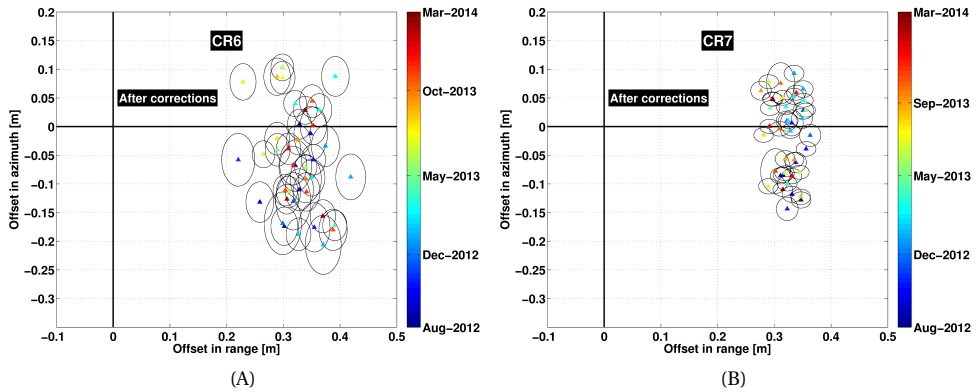 0.2
0.15
0.1
0.05
0
−0.05
−0.1
−0.15
−0.2
−0.25
−0.3
Offset in azimuth [m]
CR6
After corrections
−0.1 0 0.1 0.2 0.3 0.4 0.5
Offset in range [m]
Mar−2014
Oct−2013
May−2013
Dec−2012
Aug−2012
(A)
0.2
0.15
0.1
0.05
0
−0.05
−0.1
−0.15
−0.2
−0.25
−0.3
Offset in azimuth [m]
CR7
After corrections
−0.1 0 0.1 0.2 0.3 0.4 0.5
Offset in range [m]
Mar−2014
Sep−2013
May−2013
Dec−2012
Aug−2012
(B)